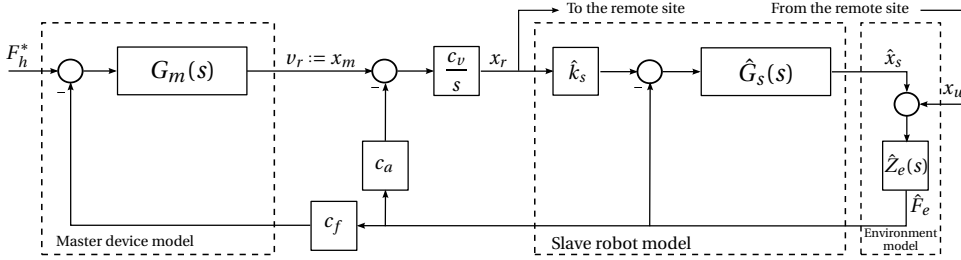 To the remote site
From the remote site
F_h^*
G_m(s)
v_r := x_m
c_v
s
x_r
k̂_s
Ĝ_s(s)
x̂_s
x_u
-
-
-
c_a
Ẑ_e(s)
c_f
F̂_e
Master device model
Slave robot model
Environment
model